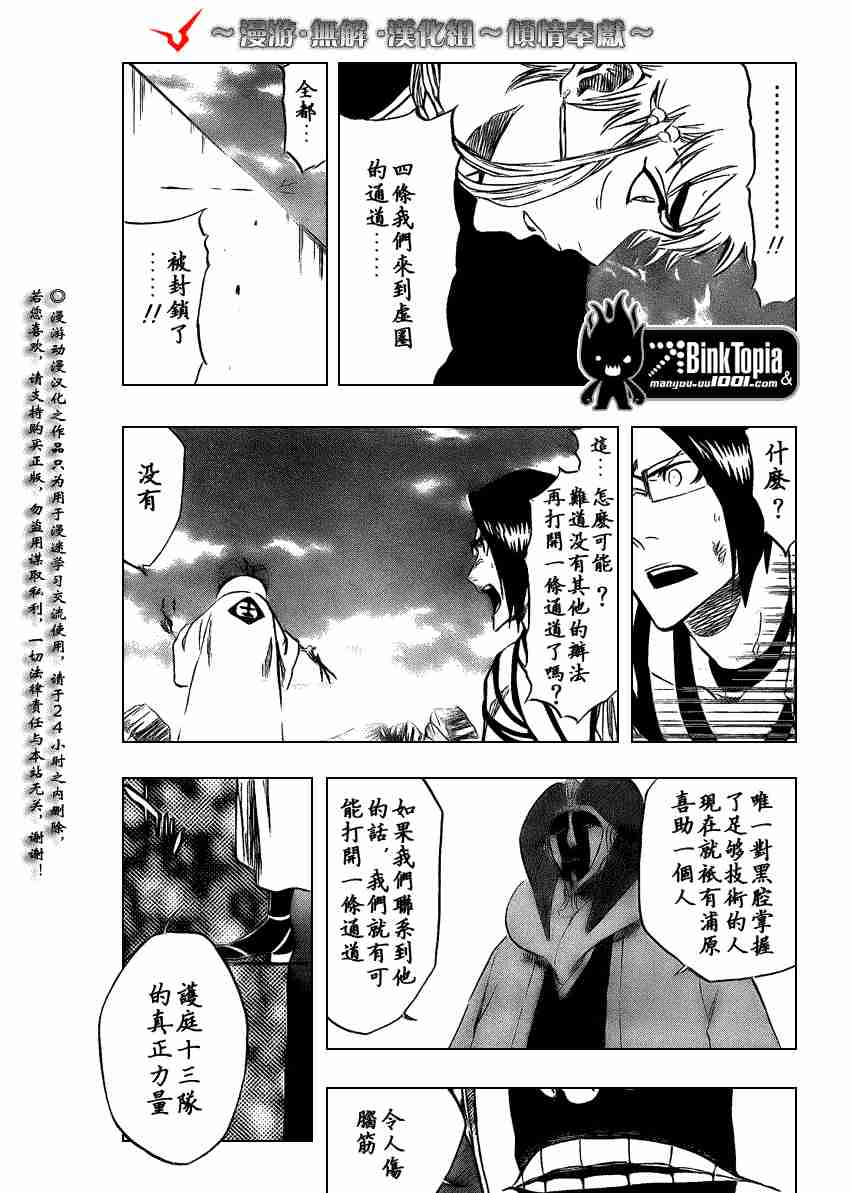 ～漫游·無解·漢化組～傾情奉獻～
………!!
四條我們來到虛圈
的通道……
全都…
被封鎖了
……!!
BinkTopia
manyou-uu1001.com &
什麽？
這…怎麽可能？
難道没有其他的辦法
再打開一條通道了嗎？
没有
唯一對黑腔掌握
了足够技術的人
現在就衹有浦原
喜助一個人
如果我們聯系到他
的話，我們就有可
能打開一條通道
護庭十三隊
的真正力量
令人傷
腦筋
◎漫游动漫汉化之作品只为用于漫迷学习交流使用，请于24小时之内删除，
若您喜欢，请支持购买正版，勿盗用谋取私利，一切法律责任与本站无关，谢谢！